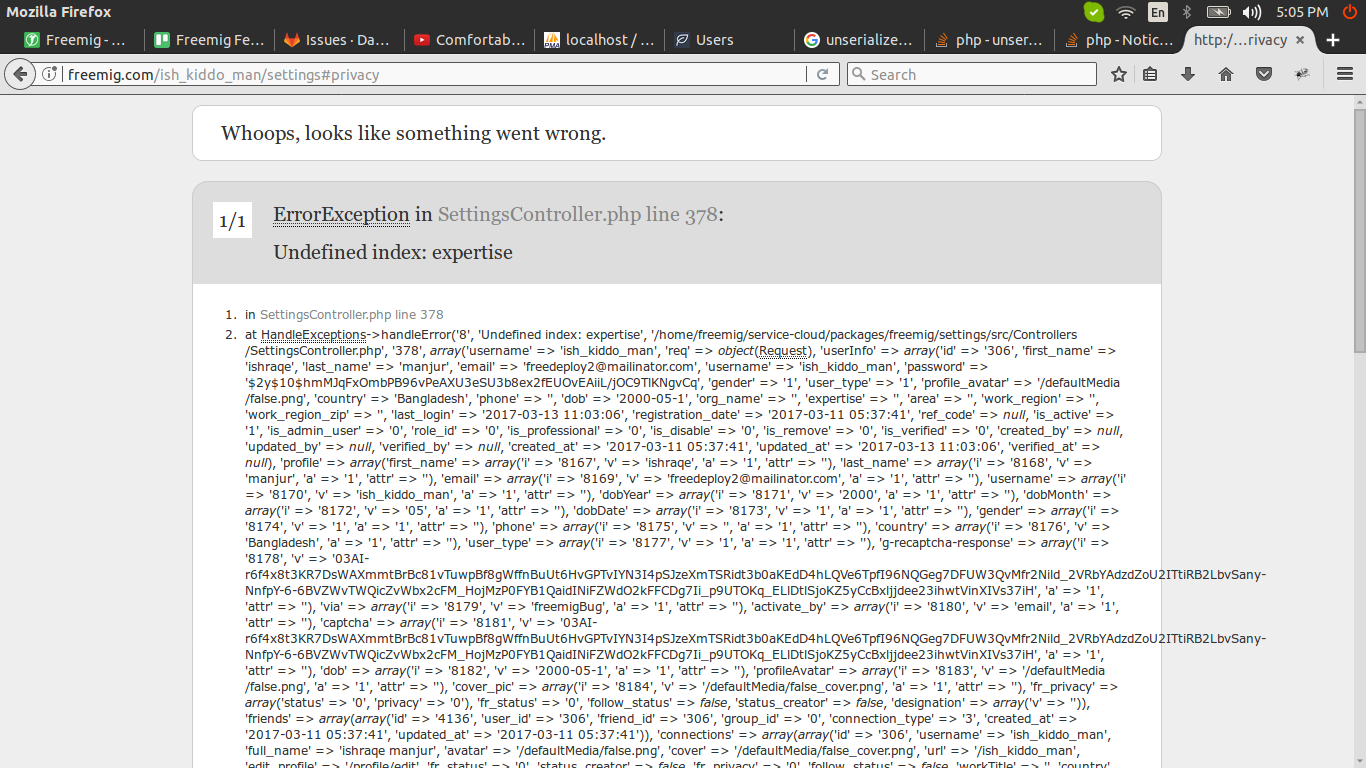 Mozilla Firefox
En
5:05 PM
Freemig - ...
Freemig Fe...
Issues · Da...
Comfortab...
localhost / ...
Users
unserialize...
php - unser...
php - Notic...
http:/...rivacy
freemig.com/ish_kiddo_man/settings#privacy
Search
Whoops, looks like something went wrong.
1/1
ErrorException in SettingsController.php line 378:
Undefined index: expertise
1. in SettingsController.php line 378
2. at HandleExceptions->handleError('8', 'Undefined index: expertise', '/home/freemig/service-cloud/packages/freemig/settings/src/Controllers
/SettingsController.php', '378', array('username' => 'ish_kiddo_man', 'req' => object(Request), 'userInfo' => array('id' => '306', 'first_name' =>
'ishraqe', 'last_name' => 'manjur', 'email' => 'freedeploy2@mailinator.com', 'username' => 'ish_kiddo_man', 'password' =>
'gender' => '1', 'user_type' => '1', 'profile_avatar' => '/defaultMedia
/false.png', 'country' => 'Bangladesh', 'phone' => '', 'dob' => '2000-05-1', 'org_name' => '', 'expertise' => '', 'area' => '', 'work_region' => '',
'work_region_zip' => '', 'last_login' => '2017-03-13 11:03:06', 'registration_date' => '2017-03-11 05:37:41', 'ref_code' => null, 'is_active' =>
'1', 'is_admin_user' => '0', 'role_id' => '0', 'is_professional' => '0', 'is_disable' => '0', 'is_remove' => '0', 'is_verified' => '0', 'created_by' => null,
'updated_by' => null, 'verified_by' => null, 'created_at' => '2017-03-11 05:37:41', 'updated_at' => '2017-03-13 11:03:06', 'verified_at' =>
null), 'profile' => array('first_name' => array('i' => '8167', 'v' => 'ishraqe', 'a' => '1', 'attr' => ''), 'last_name' => array('i' => '8168', 'v' =>
'manjur', 'a' => '1', 'attr' => ''), 'email' => array('i' => '8169', 'v' => 'freedeploy2@mailinator.com', 'a' => '1', 'attr' => ''), 'username' => array('i'
=> '8170', 'v' => 'ish_kiddo_man', 'a' => '1', 'attr' => ''), 'dobYear' => array('i' => '8171', 'v' => '2000', 'a' => '1', 'attr' => ''), 'dobMonth' =>
array('i' => '8172', 'v' => '05', 'a' => '1', 'attr' => ''), 'dobDate' => array('i' => '8173', 'v' => '1', 'a' => '1', 'attr' => ''), 'gender' => array('i' =>
'8174', 'v' => '1', 'a' => '1', 'attr' => ''), 'phone' => array('i' => '8175', 'v' => '', 'a' => '1', 'attr' => ''), 'country' => array('i' => '8176', 'v' =>
'Bangladesh', 'a' => '1', 'attr' => ''), 'user_type' => array('i' => '8177', 'v' => '1', 'a' => '1', 'attr' => ''), 'g-recaptcha-response' => array('i' =>
'8178', 'v' => '03AI-
'a' => '1',
'attr' => ''), 'via' => array('i' => '8179', 'v' => 'freemigBug', 'a' => '1', 'attr' => ''), 'activate_by' => array('i' => '8180', 'v' => 'email', 'a' => '1',
'attr' => ''), 'captcha' => array('i' => '8181', 'v' => '03AI-
'a' => '1',
'attr' => ''), 'dob' => array('i' => '8182', 'v' => '2000-05-1', 'a' => '1', 'attr' => ''), 'profileAvatar' => array('i' => '8183', 'v' => '/defaultMedia
/false.png', 'a' => '1', 'attr' => ''), 'cover_pic' => array('i' => '8184', 'v' => '/defaultMedia/false_cover.png', 'a' => '1', 'attr' => ''), 'fr_privacy' =>
array('status' => '0', 'privacy' => '0'), 'fr_status' => '0', 'follow_status' => false, 'status_creator' => false, 'designation' => array('v' => '')),
'friends' => array(array('id' => '4136', 'user_id' => '306', 'friend_id' => '306', 'group_id' => '0', 'connection_type' => '3', 'created_at' =>
'2017-03-11 05:37:41', 'updated_at' => '2017-03-11 05:37:41')), 'connections' => array(array('id' => '306', 'username' => 'ish_kiddo_man',
'full_name' => 'ishraqe manjur', 'avatar' => '/defaultMedia/false.png', 'cover' => '/defaultMedia/false_cover.png', 'url' => '/ish_kiddo_man',
'edit_profile' => '/profile/edit', 'fr_status' => '0', 'status_creator' => false, 'fr_privacy' => '0', 'follow_status' => false, 'workTitle' => '', 'country'